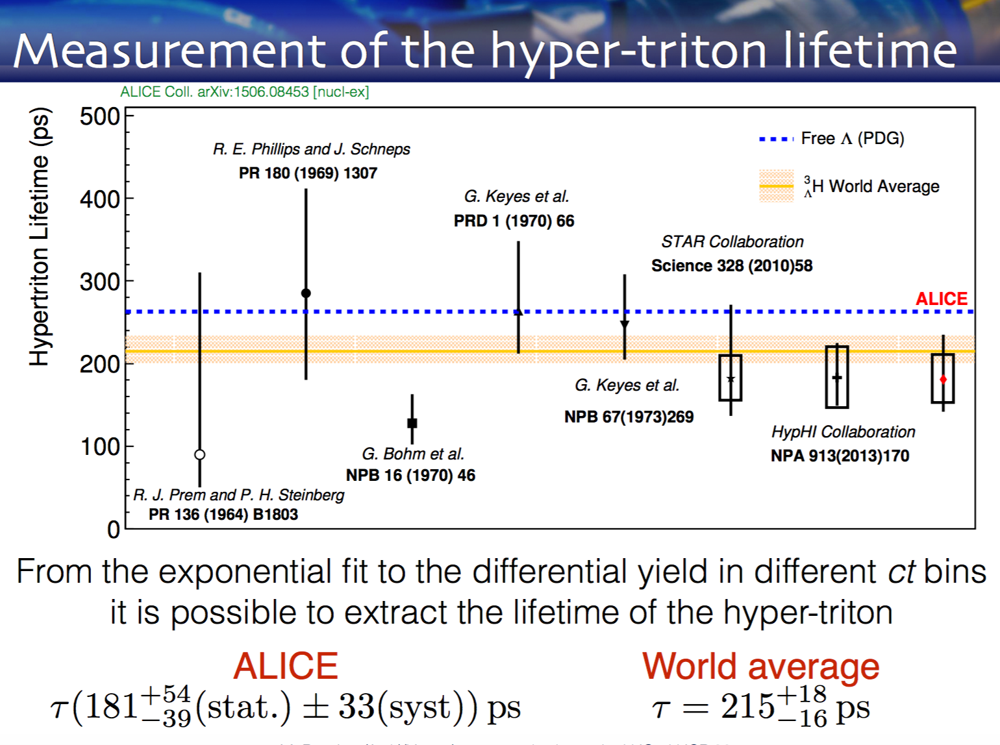 Measurement of the hyper-triton lifetime
ALICE Coll. arXiv:1506.08453 [nucl-ex]
Hypertriton Lifetime (ps)
500
400
300
200
100
0
R. E. Phillips and J. Schneps
PR 180 (1969) 1307
G. Keyes et al.
PRD 1 (1970) 66
Free Λ (PDG)
³ΛH World Average
STAR Collaboration
Science 328 (2010)58
ALICE
G. Keyes et al.
NPB 67(1973)269
HypHI Collaboration
NPA 913(2013)170
G. Bohm et al.
NPB 16 (1970) 46
R. J. Prem and P. H. Steinberg
PR 136 (1964) B1803
From the exponential fit to the differential yield in different ct bins
it is possible to extract the lifetime of the hyper-triton
ALICE
τ(181+54−39(stat.) ± 33(syst)) ps
World average
τ = 215+18−16 ps